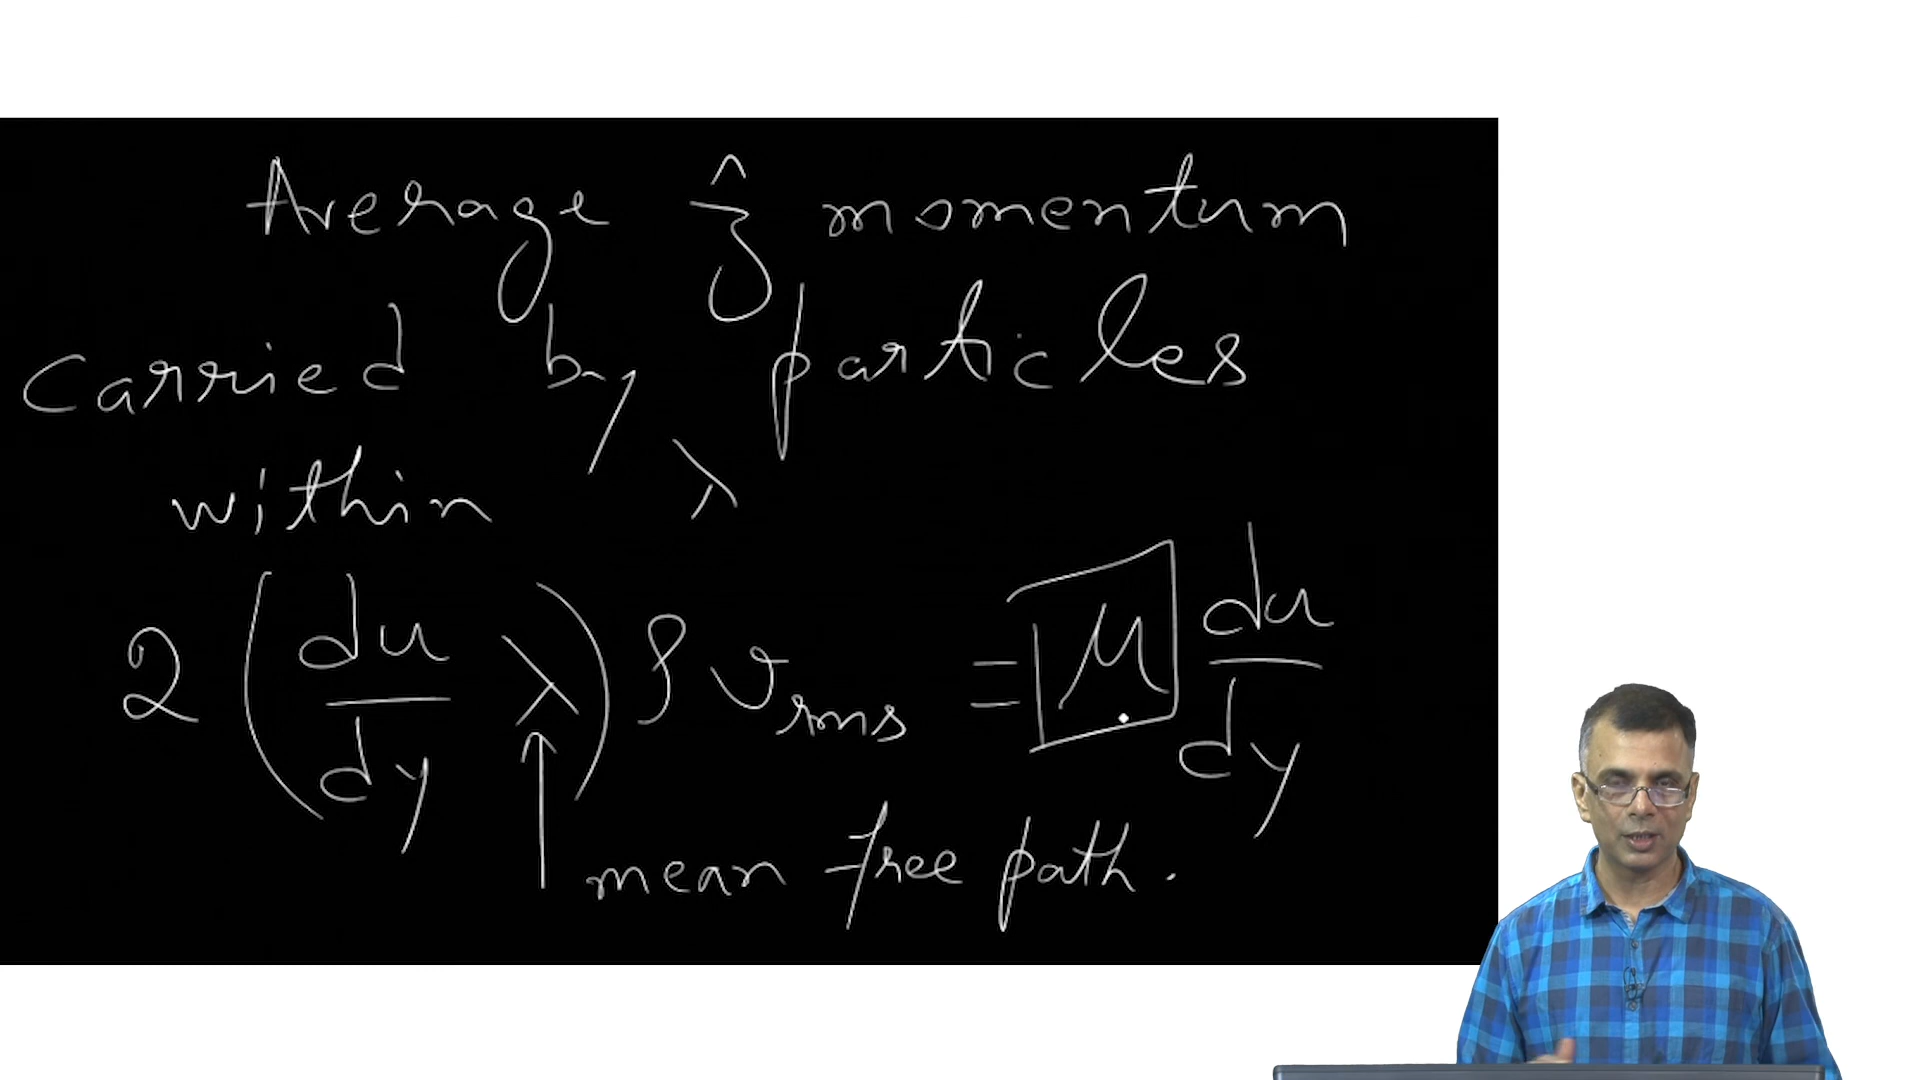 Average ẑ momentum
carried by particles
within λ
2 (du/dy λ) ρ v_rms = μ du/dy
↑ mean free path.